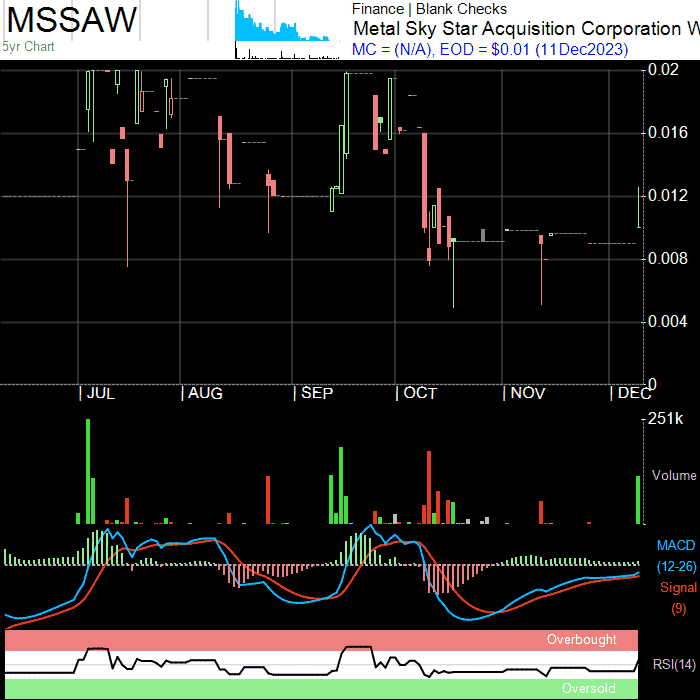 MSSAW
5yr Chart
Finance | Blank Checks
Metal Sky Star Acquisition Corporation W
MC = (N/A), EOD = $0.01 (11Dec2023)
0.02
0.016
0.012
0.008
0.004
0
| JUL | AUG | SEP | OCT | NOV | DEC
251k
Volume
MACD
(12-26)
Signal
(9)
Overbought
RSI(14)
Oversold